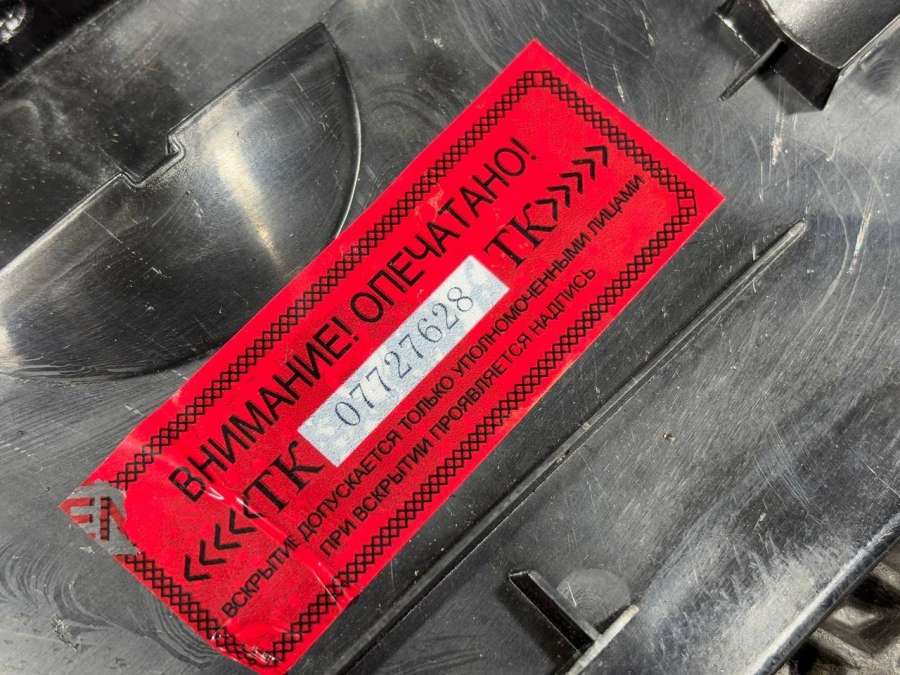 ВНИМАНИЕ! ОПЕЧАТАНО!
<<<<<ТК 07727628 ТК>>>>>
ВСКРЫТИЕ ДОПУСКАЕТСЯ ТОЛЬКО УПОЛНОМОЧЕННЫМИ ЛИЦАМИ
ПРИ ВСКРЫТИИ ПРОЯВЛЯЕТСЯ НАДПИСЬ